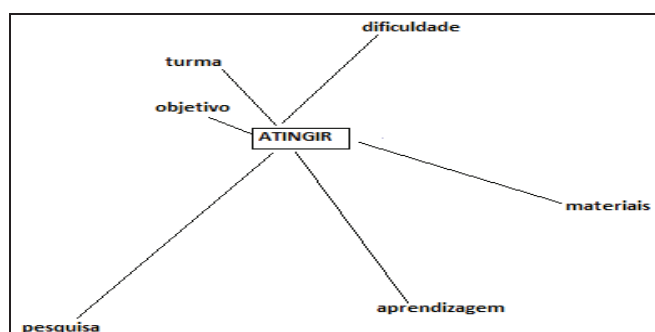 dificuldade
turma
objetivo
ATINGIR
materiais
aprendizagem
pesquisa